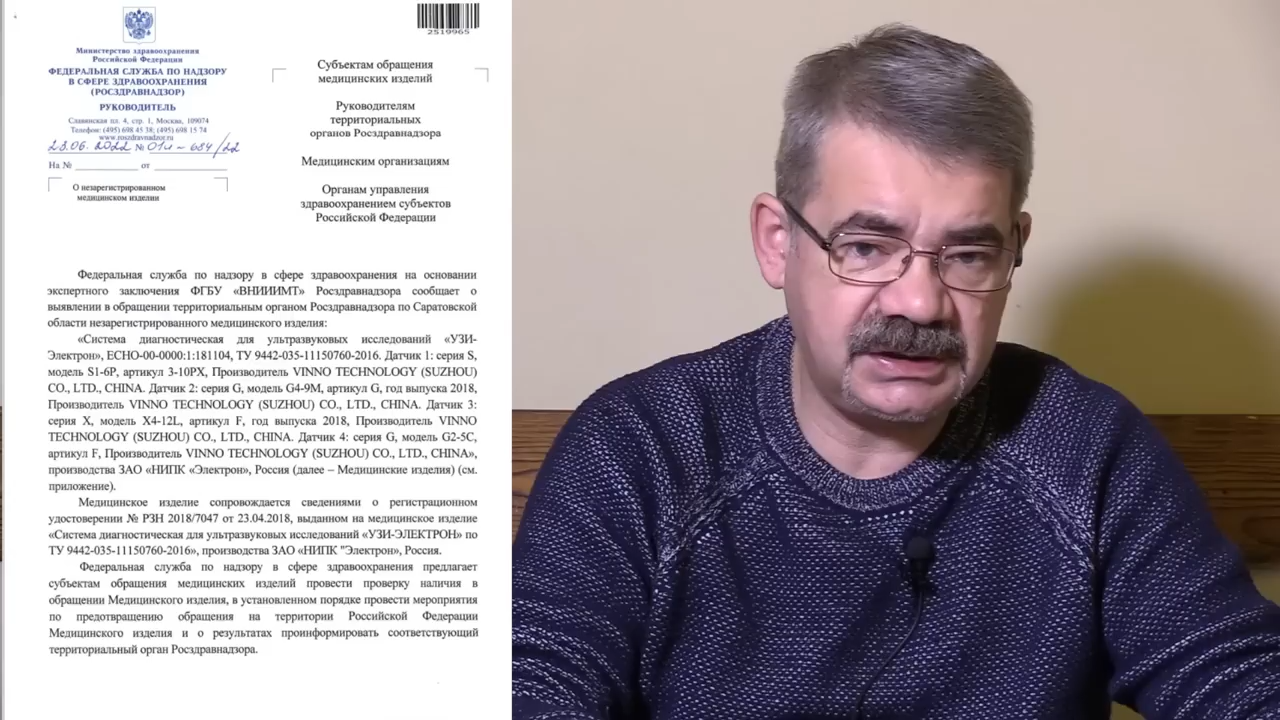 2519965
Министерство здравоохранения
Российской Федерации
ФЕДЕРАЛЬНАЯ СЛУЖБА ПО НАДЗОРУ
В СФЕРЕ ЗДРАВООХРАНЕНИЯ
(РОСЗДРАВНАДЗОР)
РУКОВОДИТЕЛЬ
Славянская пл. 4, стр. 1, Москва, 109074
Телефон: (495) 698 45 38; (495) 698 15 74
www.roszdravnadzor.ru
23.06.2022 № 01и-684/22
На № от
О незарегистрированном
медицинском изделии
Субъектам обращения
медицинских изделий
Руководителям
территориальных
органов Росздравнадзора
Медицинским организациям
Органам управления
здравоохранением субъектов
Российской Федерации
Федеральная служба по надзору в сфере здравоохранения на основании
экспертного заключения ФГБУ «ВНИИИМТ» Росздравнадзора сообщает о
выявлении в обращении территориальным органом Росздравнадзора по Саратовской
области незарегистрированного медицинского изделия:
«Система диагностическая для ультразвуковых исследований «УЗИ-
Электрон», ECHO-00-0000:1:181104, ТУ 9442-035-11150760-2016. Датчик 1: серия S,
модель S1-6P, артикул 3-10PX, Производитель VINNO TECHNOLOGY (SUZHOU)
CO., LTD., CHINA. Датчик 2: серия G, модель G4-9M, артикул G, год выпуска 2018,
Производитель VINNO TECHNOLOGY (SUZHOU) CO., LTD., CHINA. Датчик 3:
серия X, модель X4-12L, артикул F, год выпуска 2018, Производитель VINNO
TECHNOLOGY (SUZHOU) CO., LTD., CHINA. Датчик 4: серия G, модель G2-5C,
артикул F, Производитель VINNO TECHNOLOGY (SUZHOU) CO., LTD., CHINA»,
производства ЗАО «НИПК «Электрон», Россия (далее – Медицинские изделия) (см.
приложение).
Медицинское изделие сопровождается сведениями о регистрационном
удостоверении № РЗН 2018/7047 от 23.04.2018, выданном на медицинское изделие
«Система диагностическая для ультразвуковых исследований «УЗИ-ЭЛЕКТРОН» по
ТУ 9442-035-11150760-2016», производства ЗАО «НИПК "Электрон», Россия.
Федеральная служба по надзору в сфере здравоохранения предлагает
субъектам обращения медицинских изделий провести проверку наличия в
обращении Медицинского изделия, в установленном порядке провести мероприятия
по предотвращению обращения на территории Российской Федерации
Медицинского изделия и о результатах проинформировать соответствующий
территориальный орган Росздравнадзора.